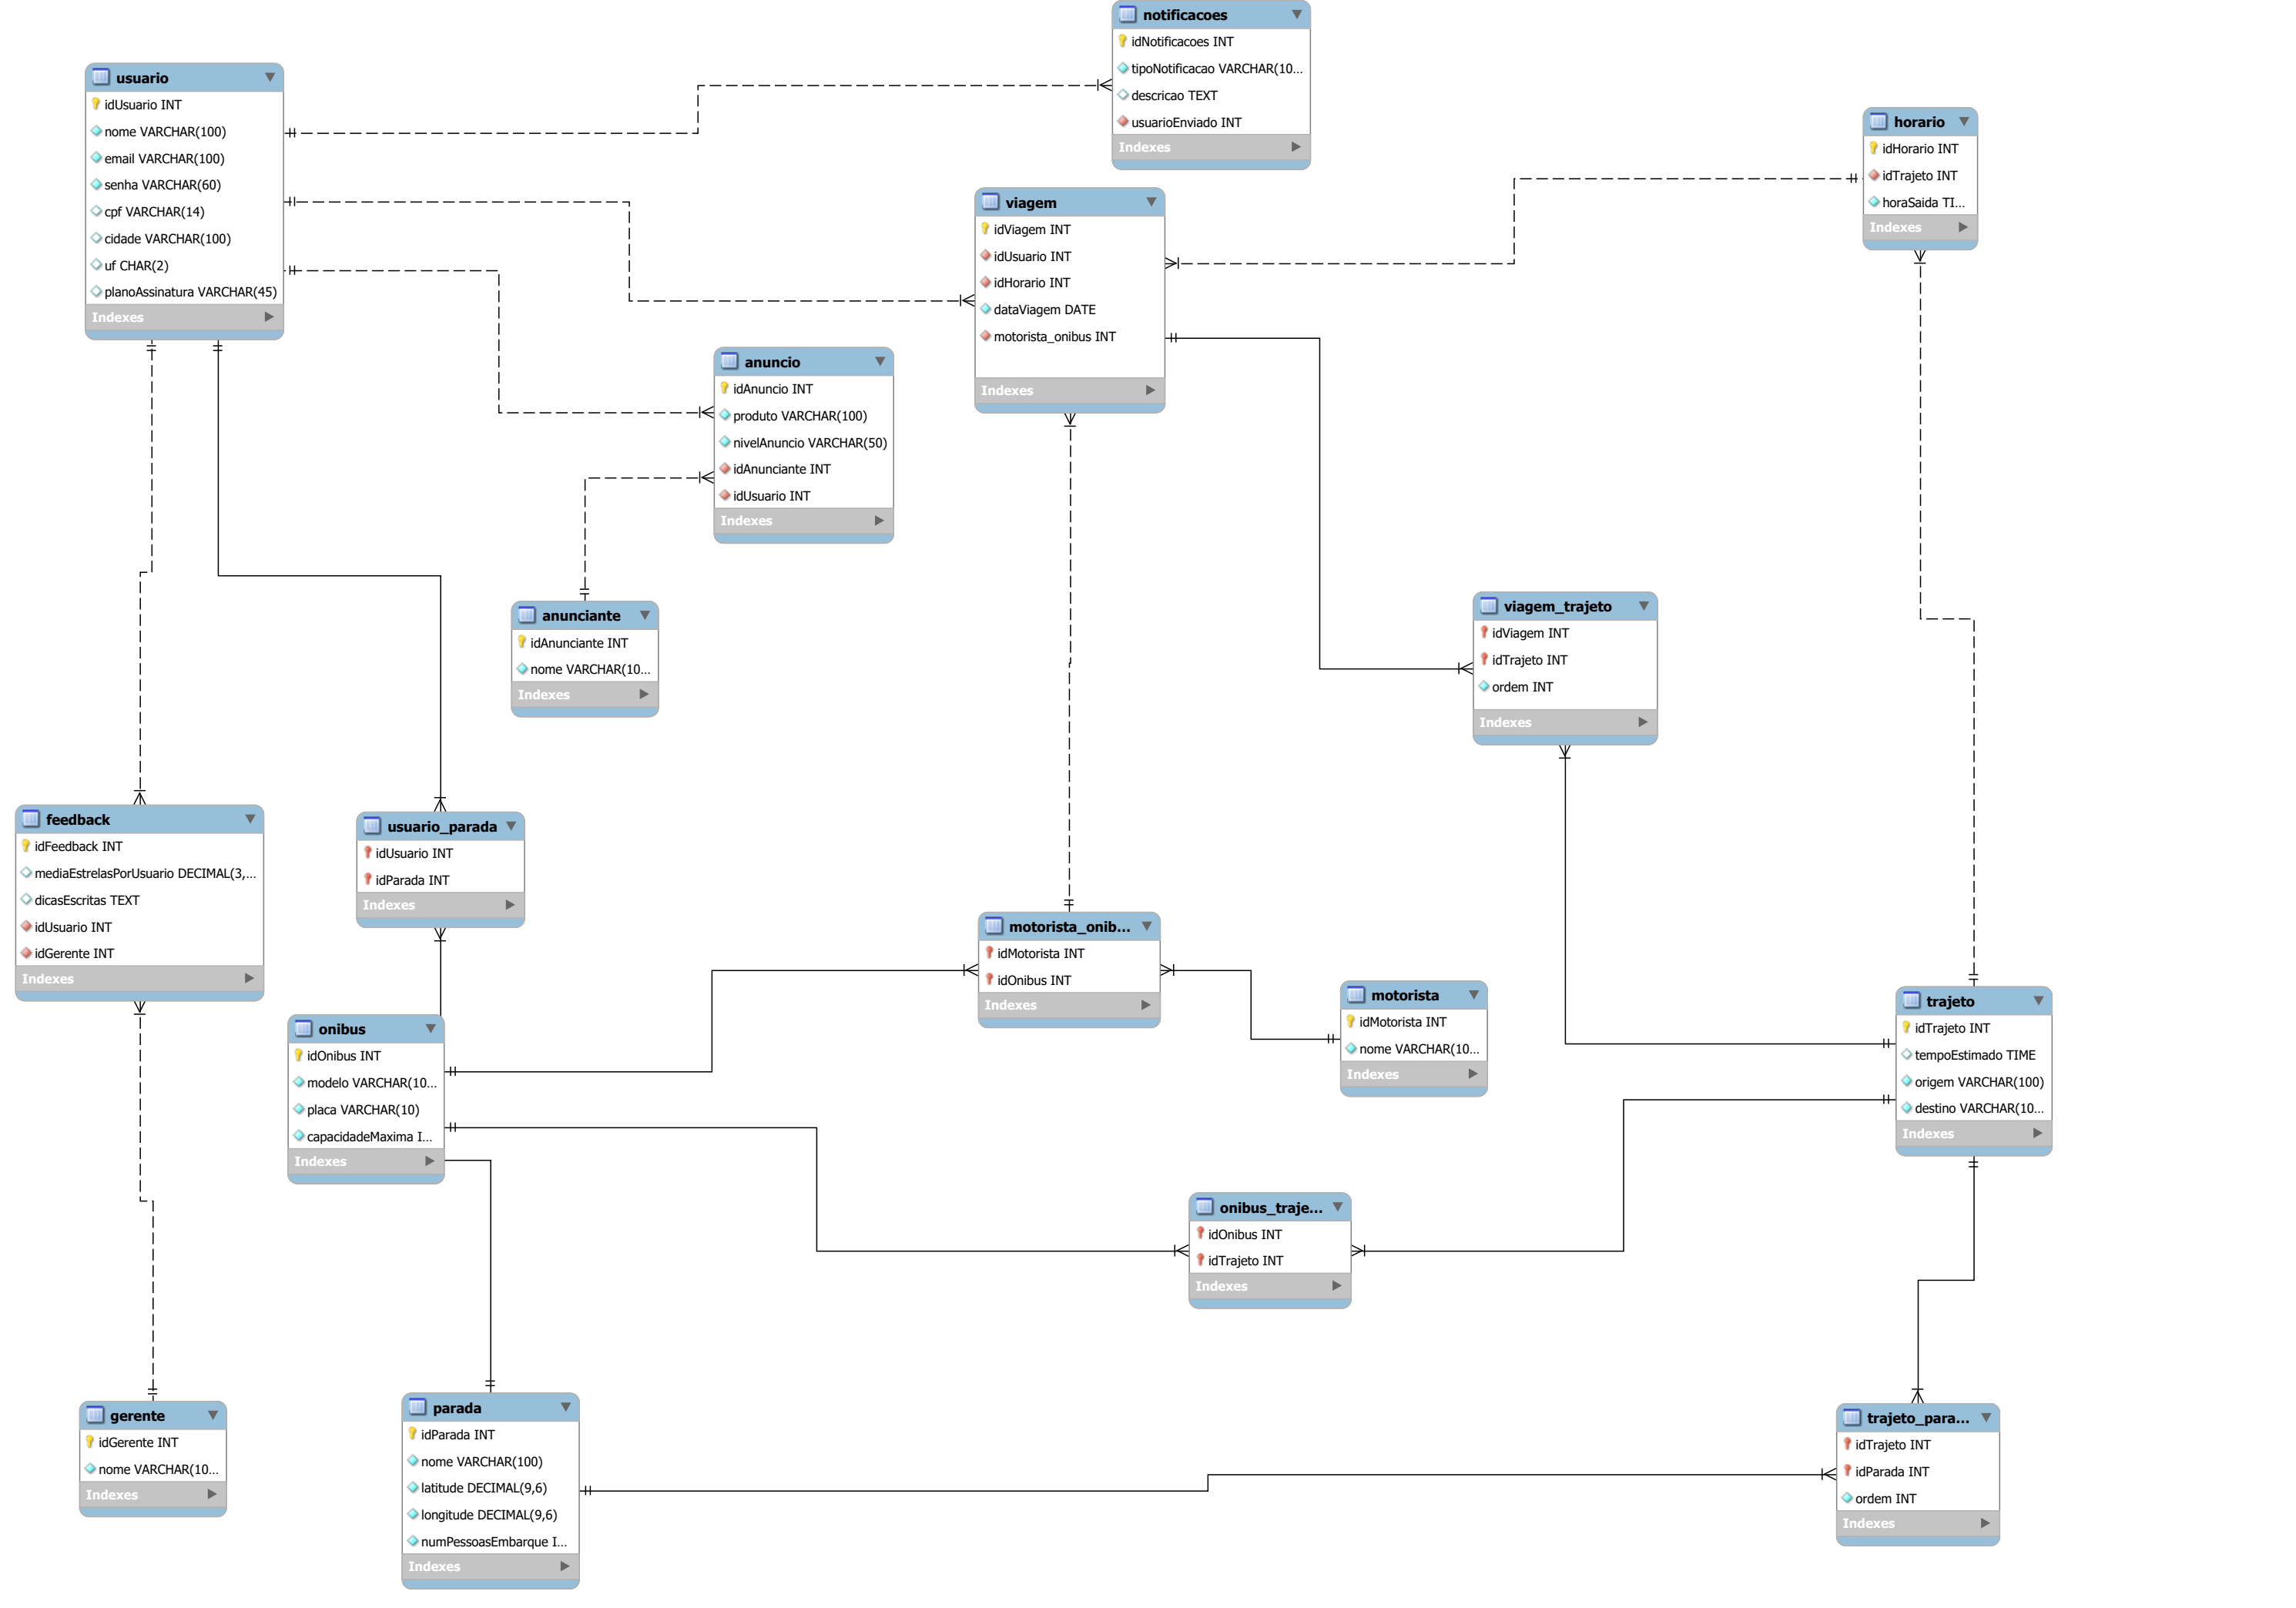 notificacoes
idNotificacoes INT
tipoNotificacao VARCHAR(10...
descricao TEXT
usuarioEnviado INT
Indexes
usuario
idUsuario INT
nome VARCHAR(100)
email VARCHAR(100)
senha VARCHAR(60)
cpf VARCHAR(14)
cidade VARCHAR(100)
uf CHAR(2)
planoAssinatura VARCHAR(45)
Indexes
horario
idHorario INT
idTrajeto INT
horaSaida TI...
Indexes
viagem
idViagem INT
idUsuario INT
idHorario INT
dataViagem DATE
motorista_onibus INT
Indexes
anuncio
idAnuncio INT
produto VARCHAR(100)
nivelAnuncio VARCHAR(50)
idAnunciante INT
idUsuario INT
Indexes
anunciante
idAnunciante INT
nome VARCHAR(10...
Indexes
viagem_trajeto
idViagem INT
idTrajeto INT
ordem INT
Indexes
feedback
idFeedback INT
mediaEstrelasPorUsuario DECIMAL(3,...
dicasEscritas TEXT
idUsuario INT
idGerente INT
Indexes
usuario_parada
idUsuario INT
idParada INT
Indexes
motorista_onib...
idMotorista INT
idOnibus INT
Indexes
motorista
idMotorista INT
nome VARCHAR(10...
Indexes
trajeto
idTrajeto INT
tempoEstimado TIME
origem VARCHAR(100)
destino VARCHAR(10...
Indexes
onibus
idOnibus INT
modelo VARCHAR(10...
placa VARCHAR(10)
capacidadeMaxima I...
Indexes
onibus_traje...
idOnibus INT
idTrajeto INT
Indexes
gerente
idGerente INT
nome VARCHAR(10...
Indexes
parada
idParada INT
nome VARCHAR(100)
latitude DECIMAL(9,6)
longitude DECIMAL(9,6)
numPessoasEmbarque I...
Indexes
trajeto_para...
idTrajeto INT
idParada INT
ordem INT
Indexes